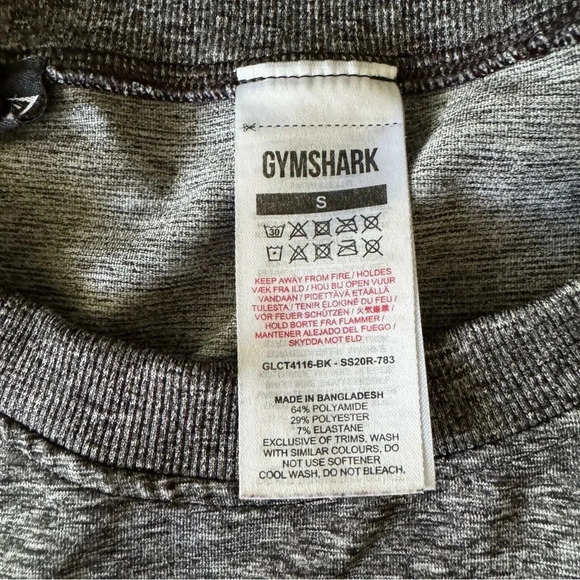 GYMSHARK
S
30
KEEP AWAY FROM FIRE / HOLDES
VÆK FRA ILD / HOU BIJ OPEN VUUR
VANDAAN / PIDETTÄVÄ ETÄÄLLÄ
TULESTA / TENIR ÉLOIGNÉ DU FEU /
VOR FEUER SCHÜTZEN / 火気厳禁 /
HOLD BORTE FRA FLAMMER /
MANTENER ALEJADO DEL FUEGO /
SKYDDA MOT ELD
GLCT4116-BK - SS20R-783
MADE IN BANGLADESH
64% POLYAMIDE
29% POLYESTER
7% ELASTANE
EXCLUSIVE OF TRIMS, WASH
WITH SIMILAR COLOURS, DO
NOT USE SOFTENER
COOL WASH, DO NOT BLEACH.